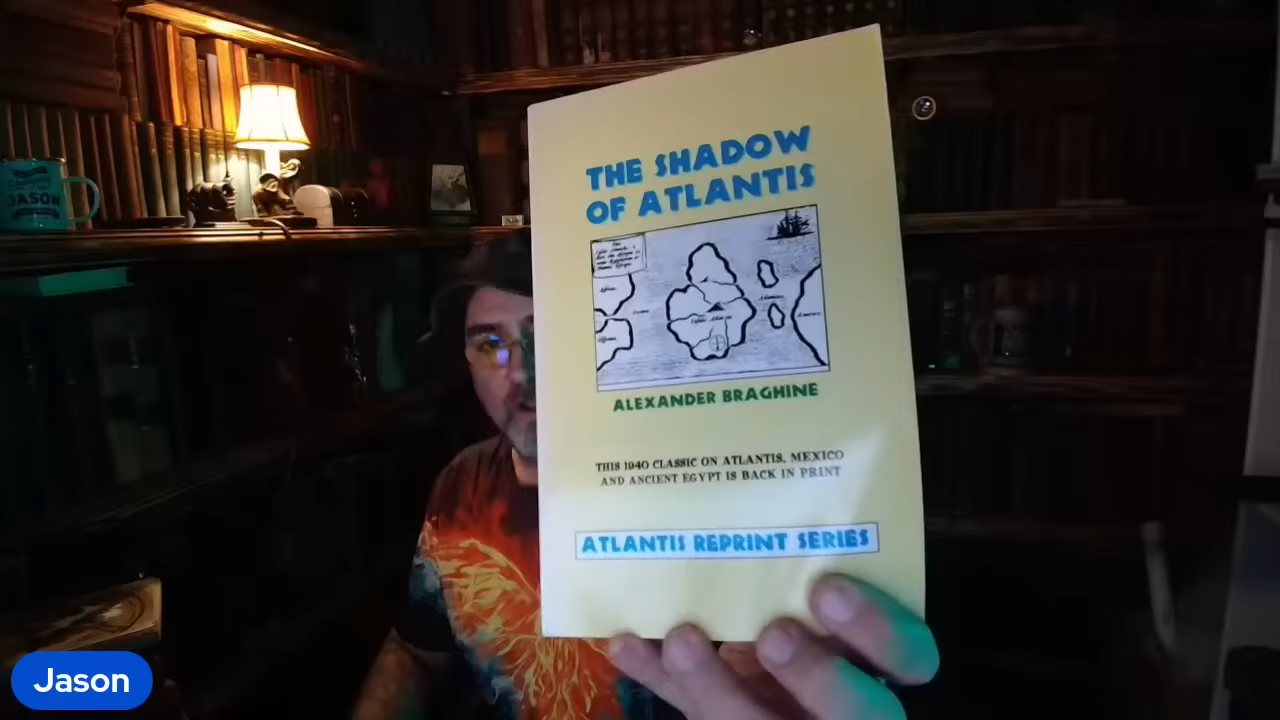 JASON
THE SHADOW
OF ATLANTIS
ALEXANDER BRAGHINE
THIS 1940 CLASSIC ON ATLANTIS, MEXICO
AND ANCIENT EGYPT IS BACK IN PRINT
ATLANTIS REPRINT SERIES
Jason